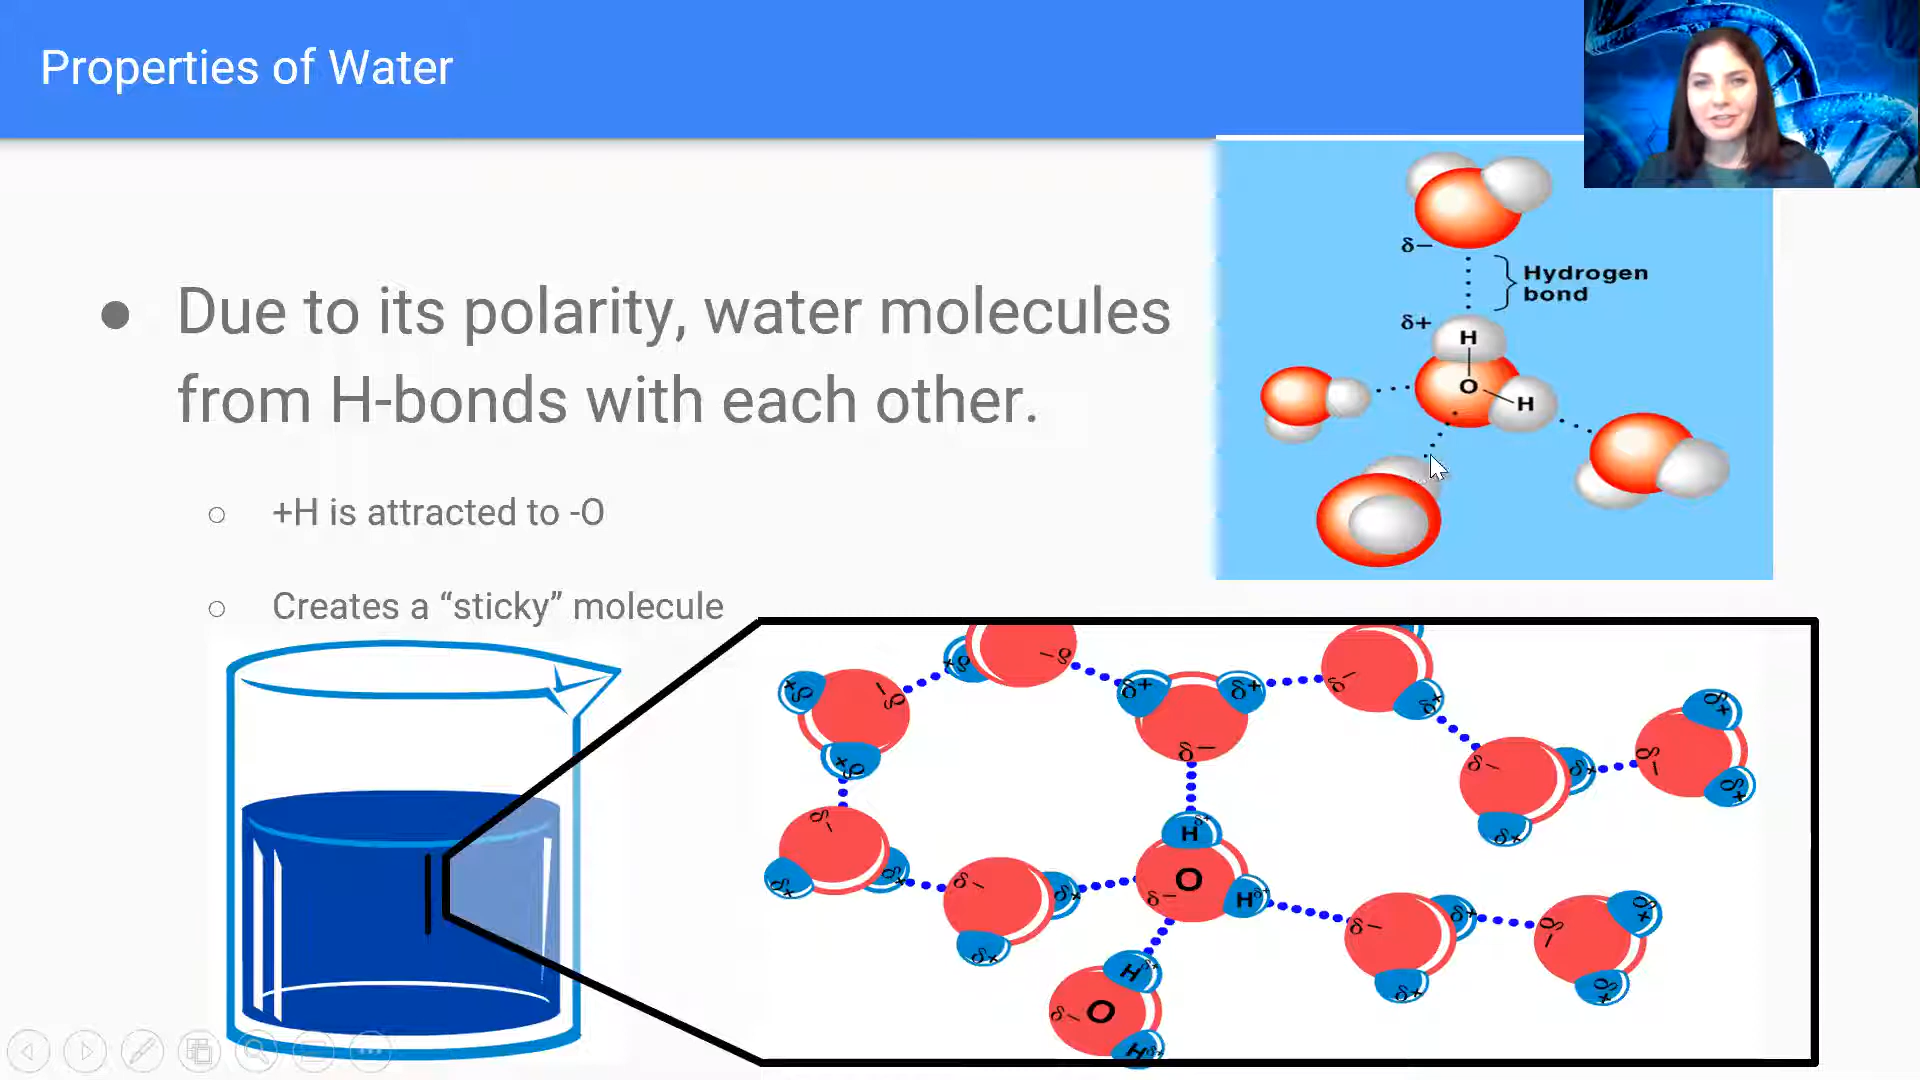 Properties of Water
Due to its polarity, water molecules
from H-bonds with each other.
+H is attracted to -O
Creates a “sticky” molecule
δ−
Hydrogen
bond
δ+
H
O
H
δ+
δ−
δ+
δ−
δ+
δ+
δ−
δ−
δ+
δ−
δ+
δ+
δ−
δ+
δ+
δ+
δ−
δ+
δ+
δ−
δ+
δ+
H δ+
O
δ−
H δ+
δ−
δ+
δ+
δ−
δ+
δ+
H δ+
δ− O
H δ+